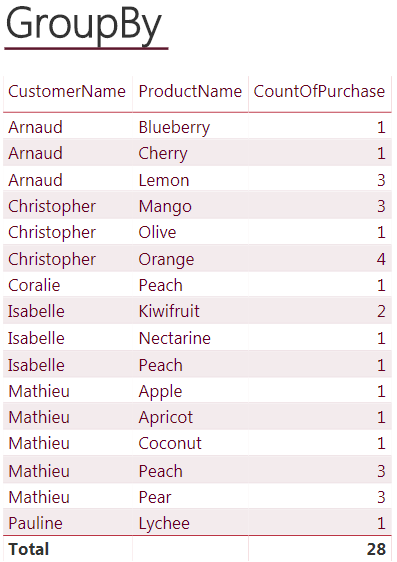 GroupBy
CustomerName ProductName CountOfPurchase
Arnaud Blueberry 1
Arnaud Cherry 1
Arnaud Lemon 3
Christopher Mango 3
Christopher Olive 1
Christopher Orange 4
Coralie Peach 1
Isabelle Kiwifruit 2
Isabelle Nectarine 1
Isabelle Peach 1
Mathieu Apple 1
Mathieu Apricot 1
Mathieu Coconut 1
Mathieu Peach 3
Mathieu Pear 3
Pauline Lychee 1
Total 28